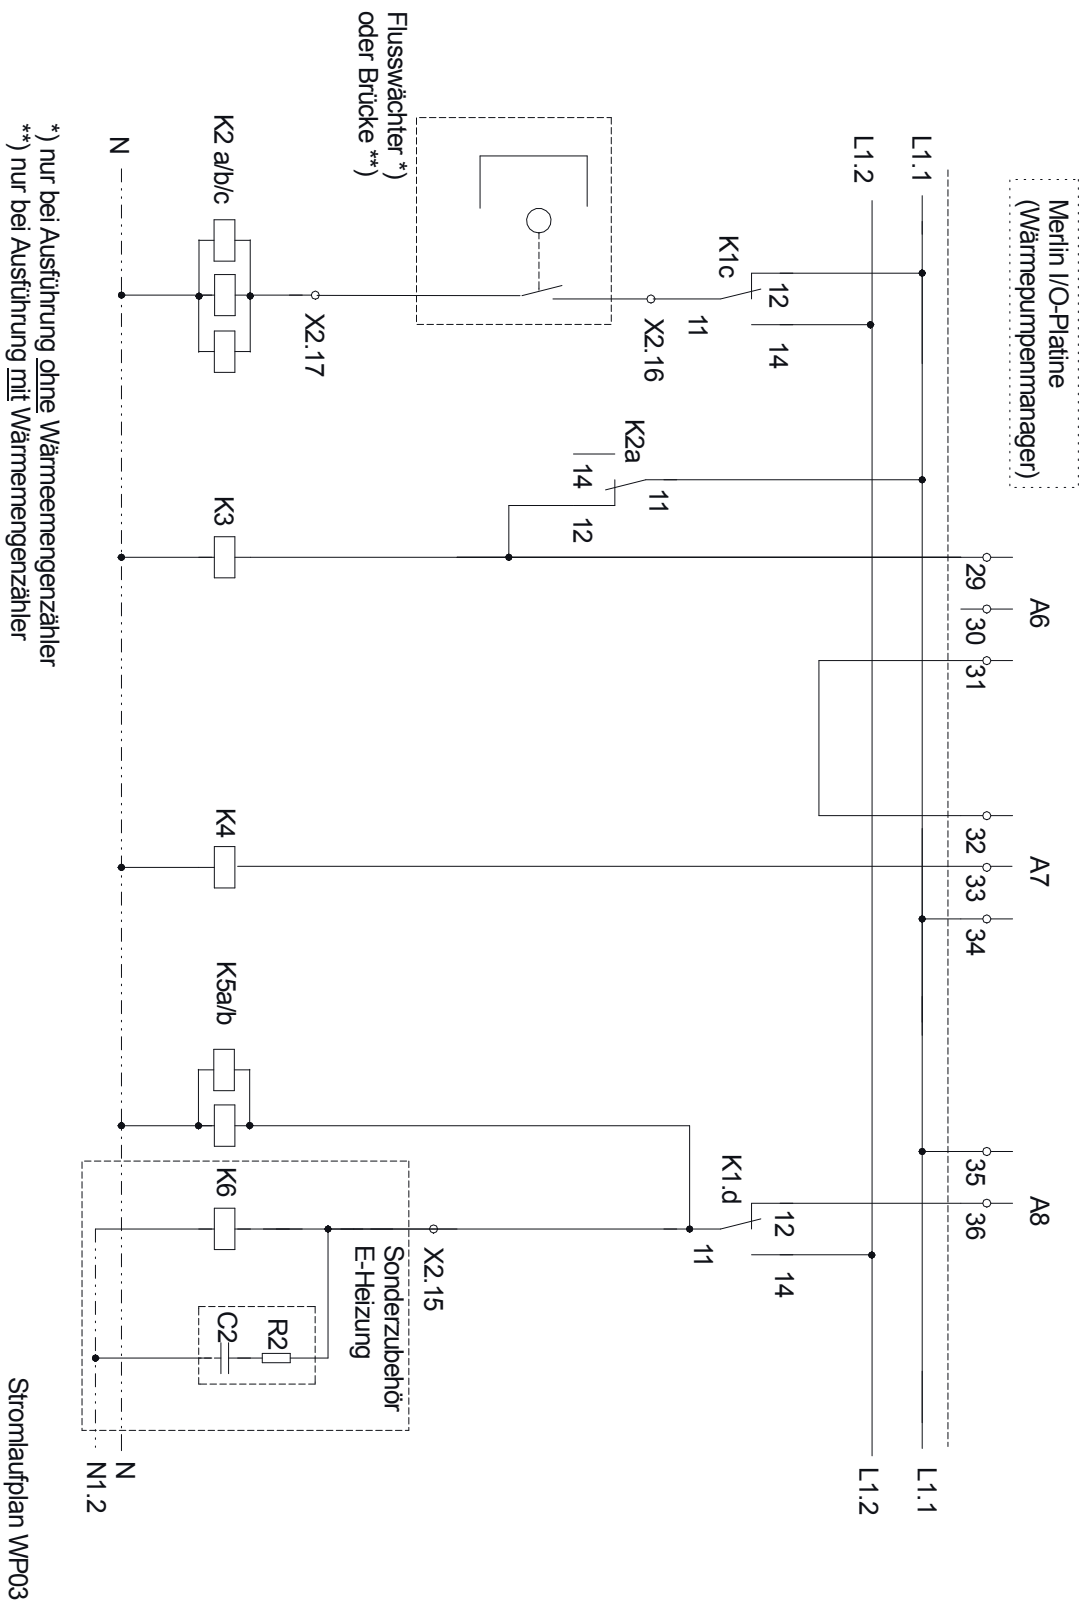 Merlin I/O-Platine
(Wärmepumpenmanager)
A6
A7
A8
29
30
31
32
33
34
35
36
L1.1
L1.1
L1.2
L1.2
K1c
12
14
11
X2.16
K2a
14
11
12
K1.d
12
14
11
Flusswächter *)
oder Brücke **)
X2.17
X2.15
Sonderzubehör
E-Heizung
R2
C2
K2 a/b/c
K3
K4
K5a/b
K6
N
N
N1.2
*) nur bei Ausführung ohne Wärmeemengenzähler
**) nur bei Ausführung mit Wärmemengenzähler
Stromlaufplan WP03